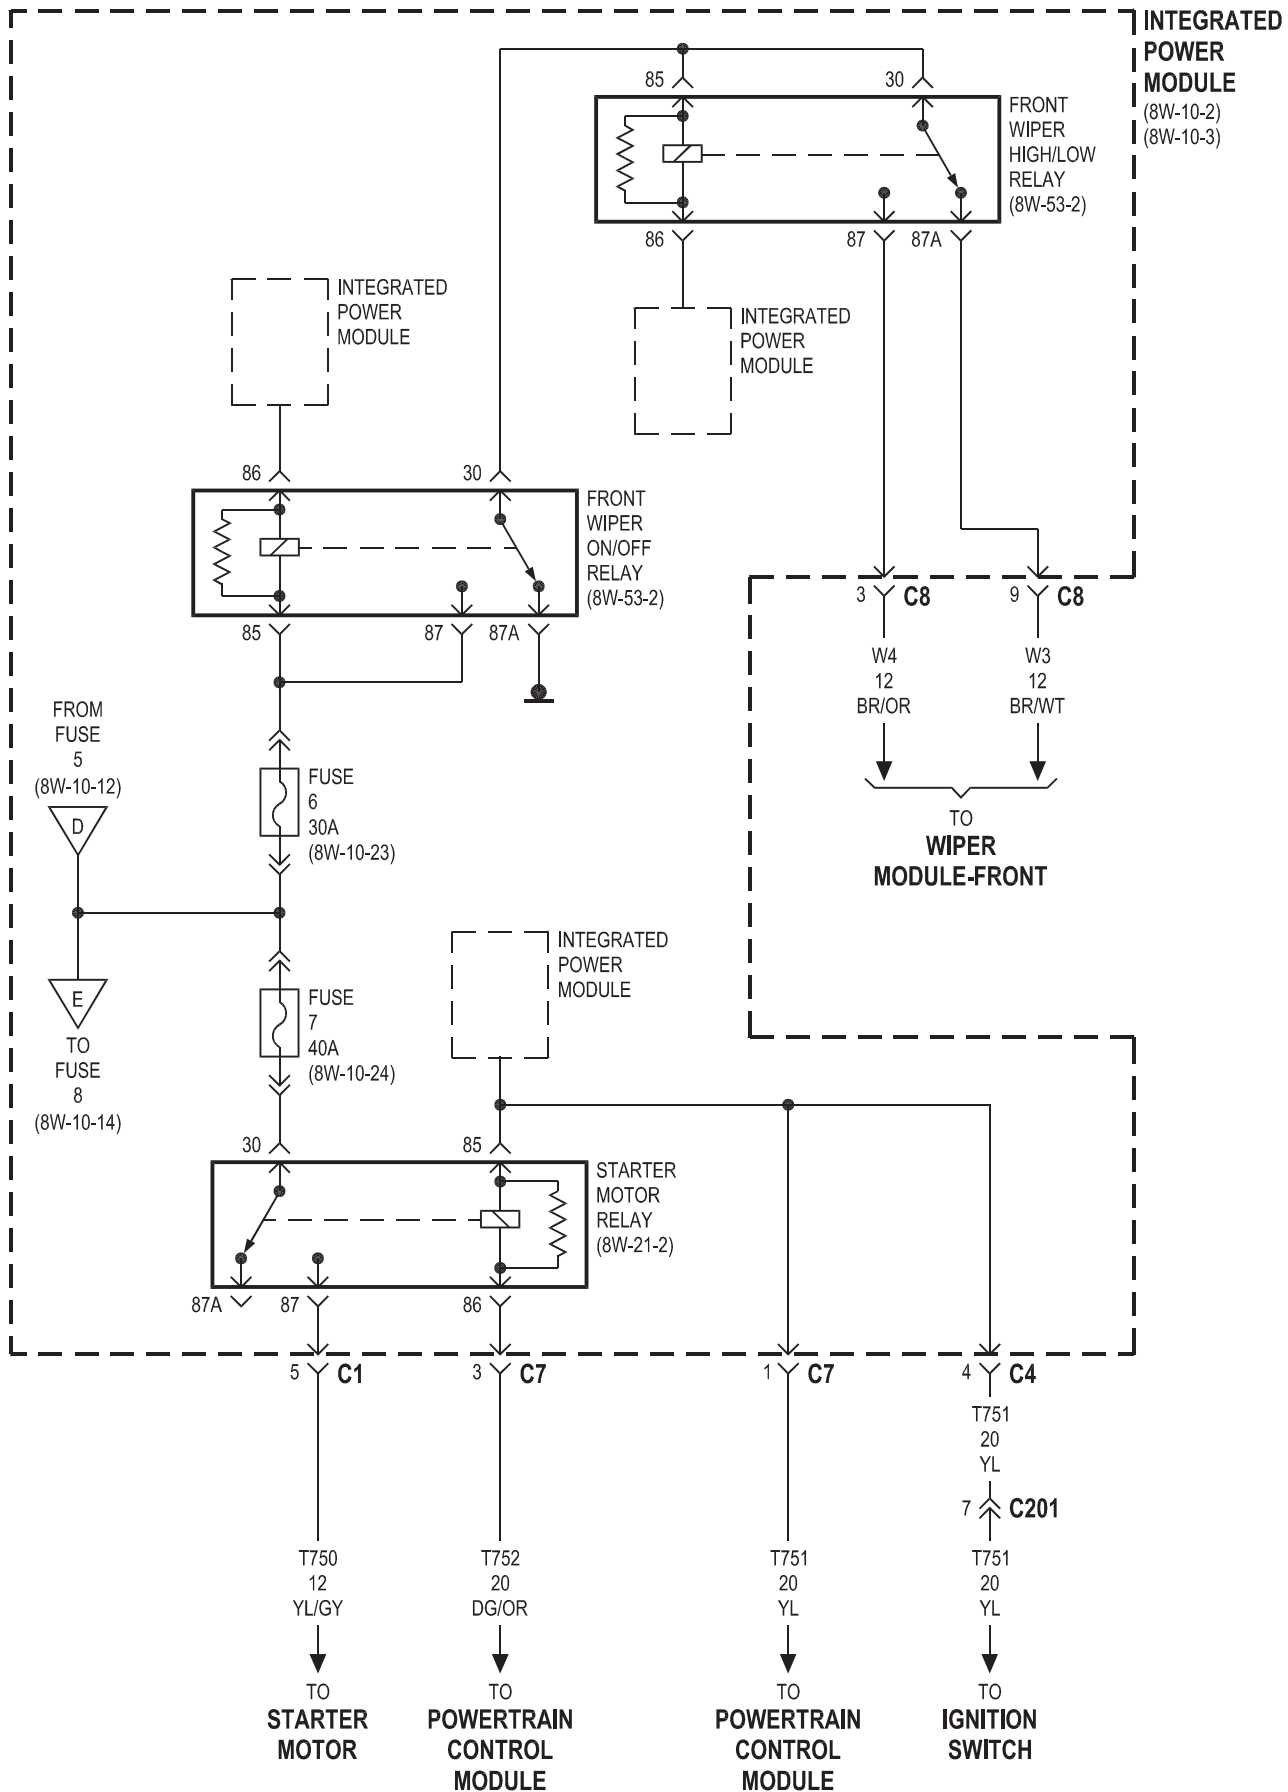 INTEGRATED
POWER
MODULE
(8W-10-2)
(8W-10-3)
85
30
FRONT
WIPER
HIGH/LOW
RELAY
(8W-53-2)
86
87
87A
INTEGRATED
POWER
MODULE
INTEGRATED
POWER
MODULE
86
30
FRONT
WIPER
ON/OFF
RELAY
(8W-53-2)
85
87
87A
3
C8
9
C8
W4
12
BR/OR
W3
12
BR/WT
TO
WIPER
MODULE-FRONT
FROM
FUSE
5
(8W-10-12)
D
FUSE
6
30A
(8W-10-23)
E
TO
FUSE
8
(8W-10-14)
FUSE
7
40A
(8W-10-24)
INTEGRATED
POWER
MODULE
30
85
STARTER
MOTOR
RELAY
(8W-21-2)
87A
87
86
5
C1
3
C7
1
C7
4
C4
T751
20
YL
7
C201
T750
12
YL/GY
T752
20
DG/OR
T751
20
YL
T751
20
YL
TO
STARTER
MOTOR
TO
POWERTRAIN
CONTROL
MODULE
TO
POWERTRAIN
CONTROL
MODULE
TO
IGNITION
SWITCH